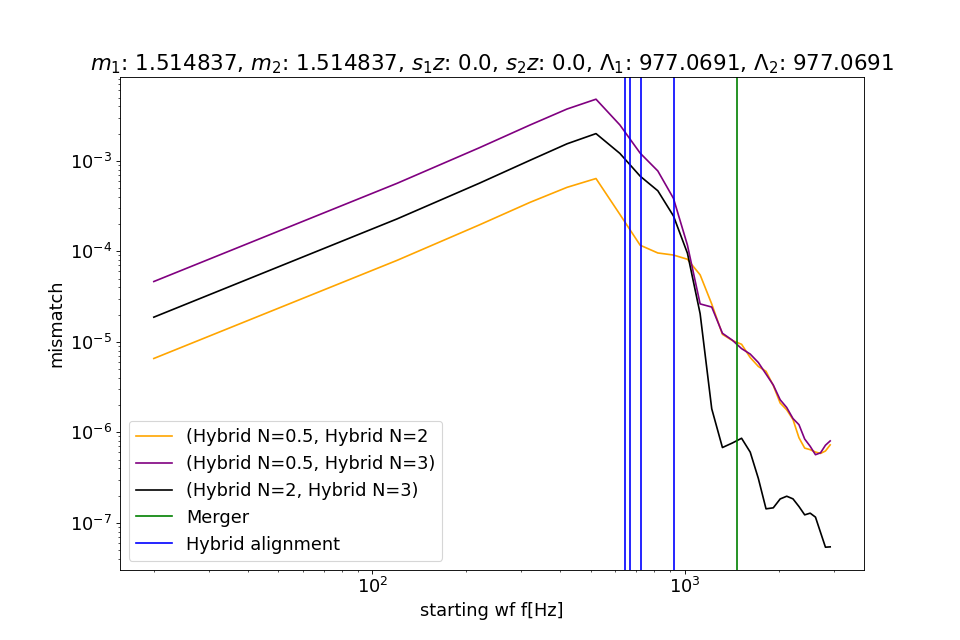 m₁: 1.514837, m₂: 1.514837, s₁z: 0.0, s₂z: 0.0, Λ₁: 977.0691, Λ₂: 977.0691
10⁻³
10⁻⁴
10⁻⁵
10⁻⁶
10⁻⁷
mismatch
(Hybrid N=0.5, Hybrid N=2
(Hybrid N=0.5, Hybrid N=3)
(Hybrid N=2, Hybrid N=3)
Merger
Hybrid alignment
10²
10³
starting wf f[Hz]